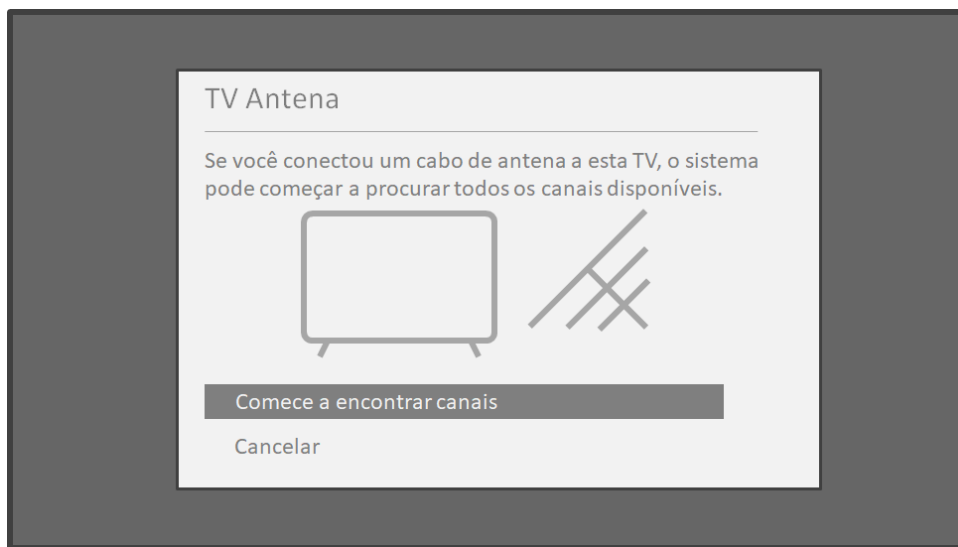 TV Antena
Se você conectou um cabo de antena a esta TV, o sistema
pode começar a procurar todos os canais disponíveis.
Comece a encontrar canais
Cancelar